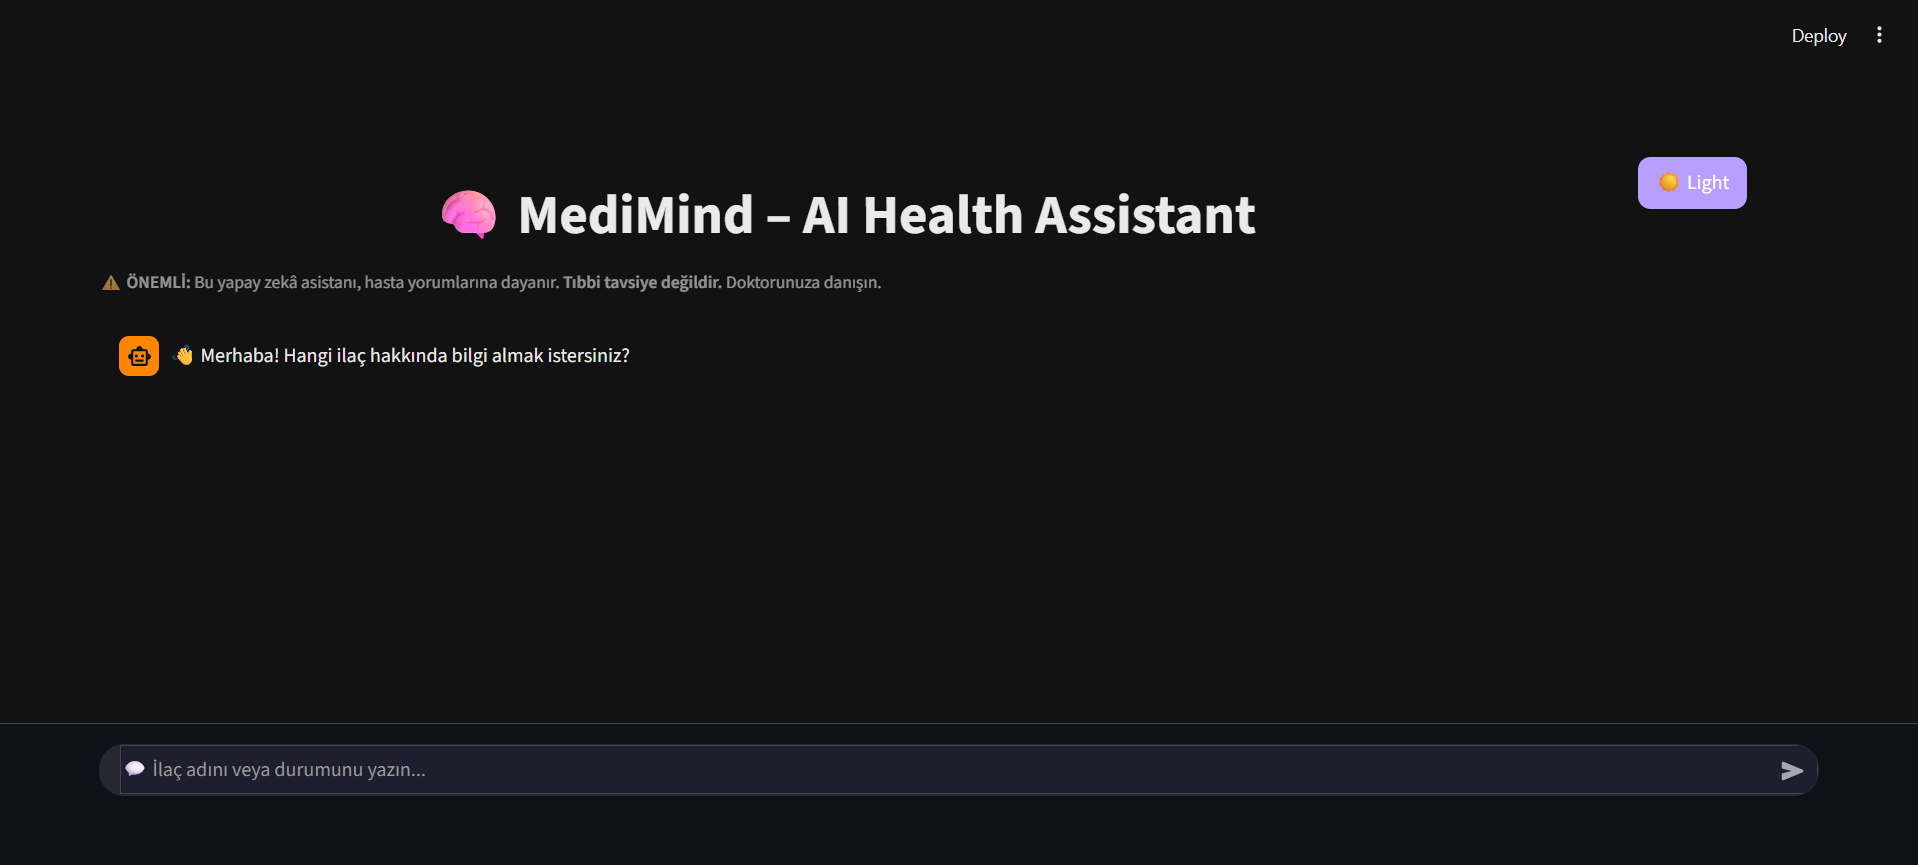 Deploy
Light
MediMind – AI Health Assistant
ÖNEMLİ: Bu yapay zekâ asistanı, hasta yorumlarına dayanır. Tıbbi tavsiye değildir. Doktorunuza danışın.
Merhaba! Hangi ilaç hakkında bilgi almak istersiniz?
İlaç adını veya durumunu yazın...